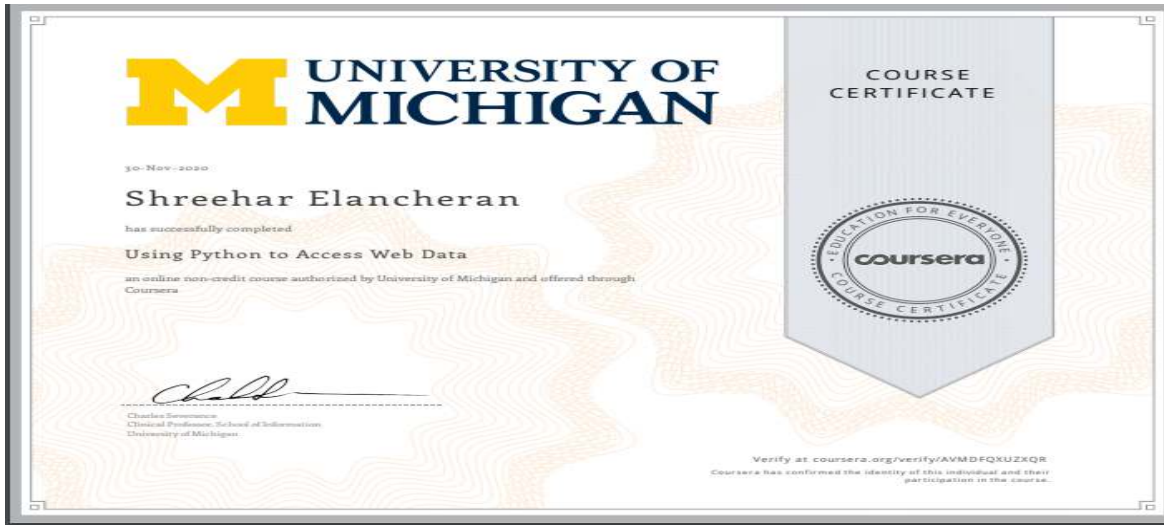 UNIVERSITY OF
MICHIGAN
COURSE
CERTIFICATE
30-Nov-2020
Shreehar Elancheran
has successfully completed
Using Python to Access Web Data
an online non-credit course authorized by University of Michigan and offered through
Coursera
EDUCATION FOR EVERYONE
coursera
COURSE CERTIFICATE
Charles Severance
Clinical Professor, School of Information
University of Michigan
Verify at coursera.org/verify/AVMDFQXUZXQR
Coursera has confirmed the identity of this individual and their
participation in the course.